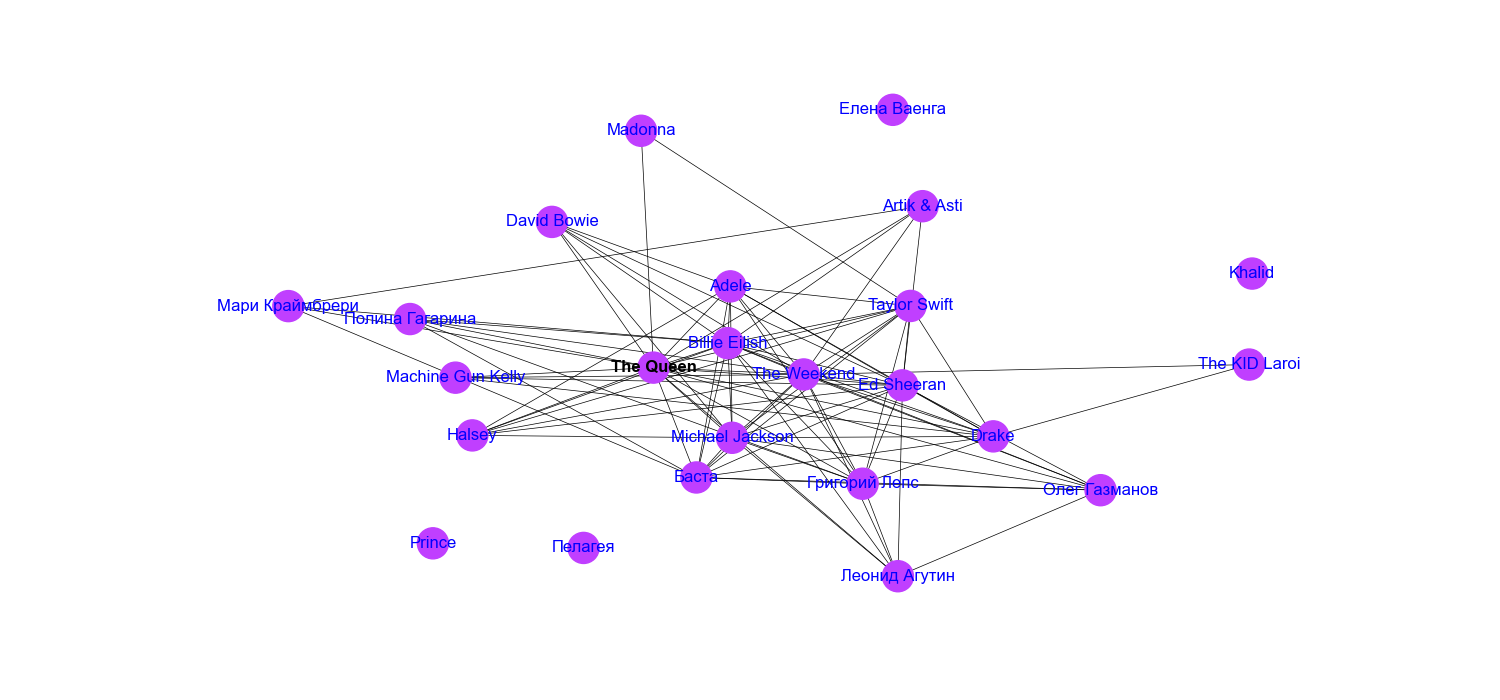 Елена Ваенга
Madonna
Artik & Asti
David Bowie
Khalid
Adele
Мари Краймбрери
Taylor Swift
Полина Гагарина
Billie Eilish
The KID Laroi
The Queen
The Weekend
Machine Gun Kelly
Ed Sheeran
Halsey
Michael Jackson
Drake
Баста
Григорий Лепс
Олег Газманов
Prince
Пелагея
Леонид Агутин